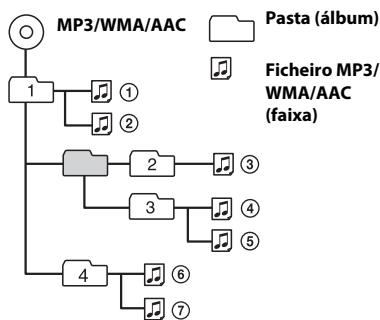 MP3/WMA/AAC
Pasta (álbum)
Ficheiro MP3/
WMA/AAC
(faixa)
1
①
②
2
③
3
④
⑤
4
⑥
⑦